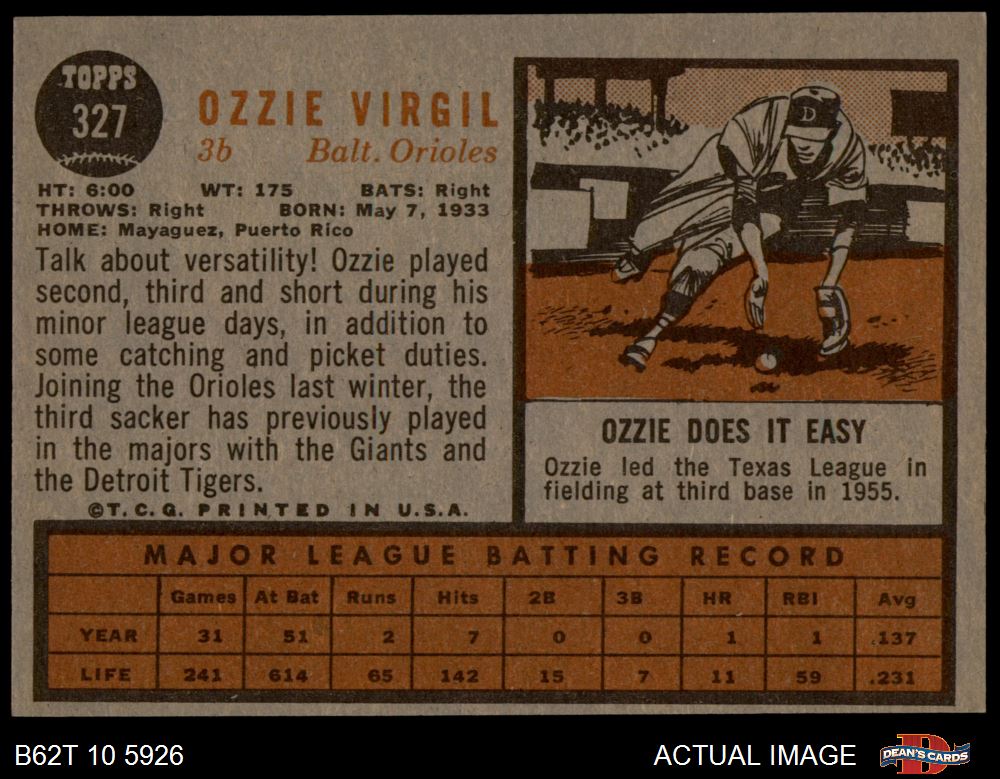 TOPPS
327
OZZIE VIRGIL
3b Balt. Orioles
HT: 6:00 WT: 175 BATS: Right
THROWS: Right BORN: May 7, 1933
HOME: Mayaguez, Puerto Rico
Talk about versatility! Ozzie played
second, third and short during his
minor league days, in addition to
some catching and picket duties.
Joining the Orioles last winter, the
third sacker has previously played
in the majors with the Giants and
the Detroit Tigers.
©T.C.G. PRINTED IN U.S.A.
D
OZZIE DOES IT EASY
Ozzie led the Texas League in
fielding at third base in 1955.
MAJOR LEAGUE BATTING RECORD
Games At Bat Runs Hits 2B 3B HR RBI Avg
YEAR 31 51 2 7 0 0 1 1 .137
LIFE 241 614 65 142 15 7 11 59 .231
B62T 10 5926 ACTUAL IMAGE D DEAN'S CARDS